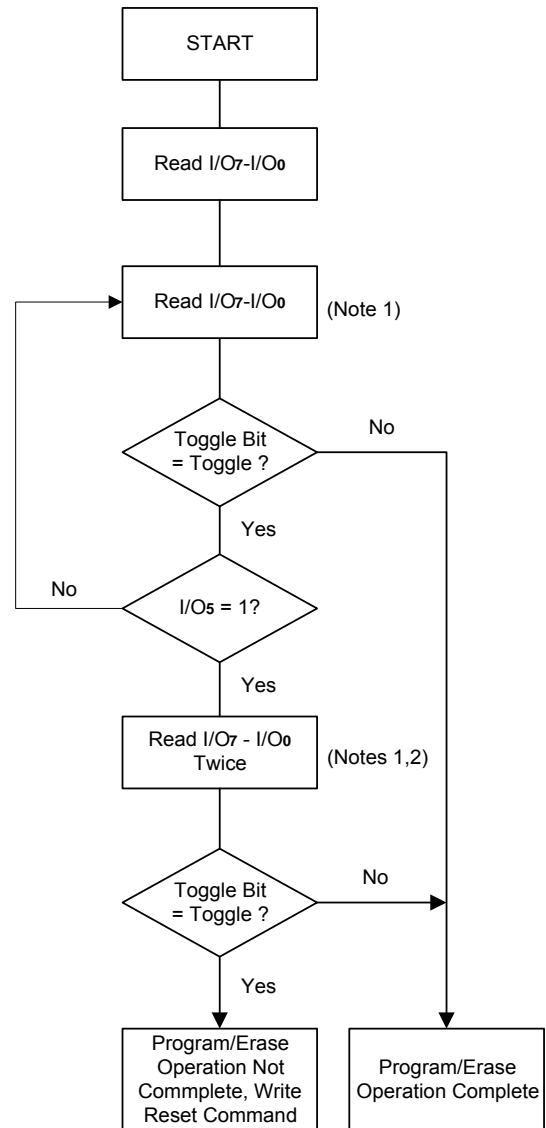 START
Read I/O7-I/O0
Read I/O7-I/O0
(Note 1)
Toggle Bit
= Toggle ?
No
Yes
I/O5 = 1?
No
Yes
Read I/O7 - I/O0
Twice
(Notes 1,2)
Toggle Bit
= Toggle ?
No
Yes
Program/Erase
Operation Not
Commplete, Write
Reset Command
Program/Erase
Operation Complete